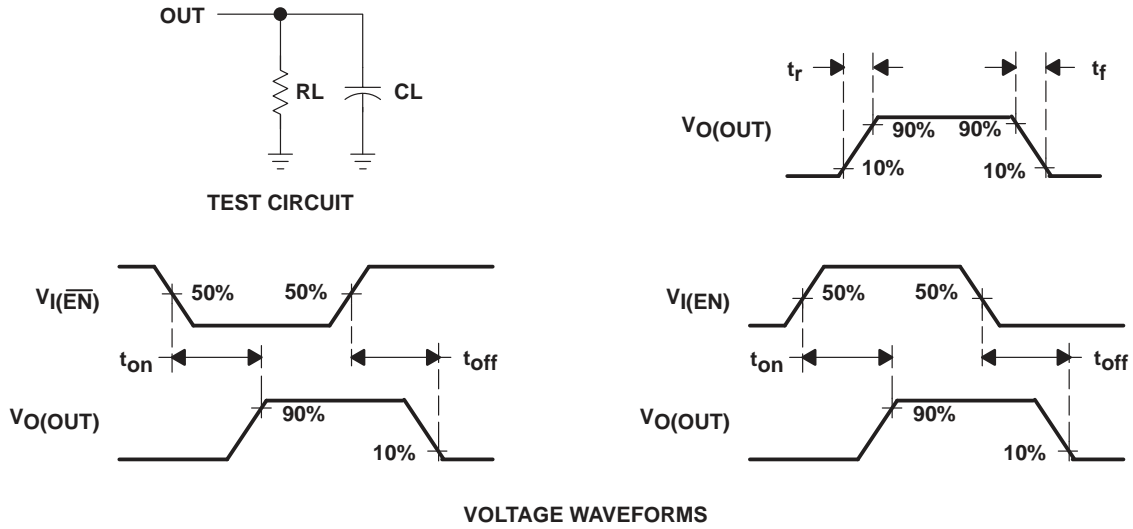 OUT
RL CL
TEST CIRCUIT
tr tf
VO(OUT)
90% 90%
10% 10%
VI(E̅N̅)
50% 50%
ton toff
VO(OUT)
90%
10%
VI(EN)
50% 50%
ton toff
VO(OUT)
90%
10%
VOLTAGE WAVEFORMS